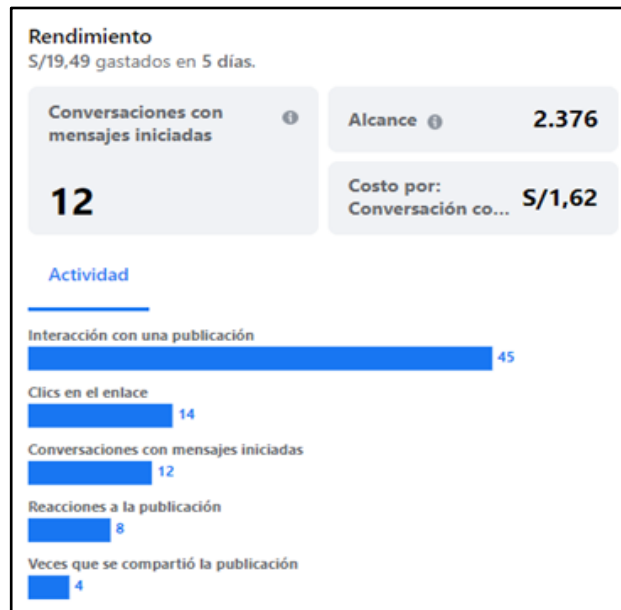 Rendimiento
S/19,49 gastados en 5 días.
Conversaciones con
mensajes iniciadas
12
Alcance
2.376
Costo por:
Conversación co...
S/1,62
Actividad
Interacción con una publicación
45
Clics en el enlace
14
Conversaciones con mensajes iniciadas
12
Reacciones a la publicación
8
Veces que se compartió la publicación
4